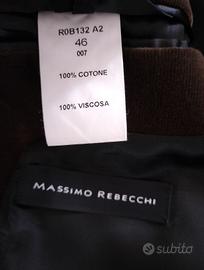 R0B132 A2
46
007
100% COTONE
100% VISCOSA
MASSIMO REBECCHI
subito